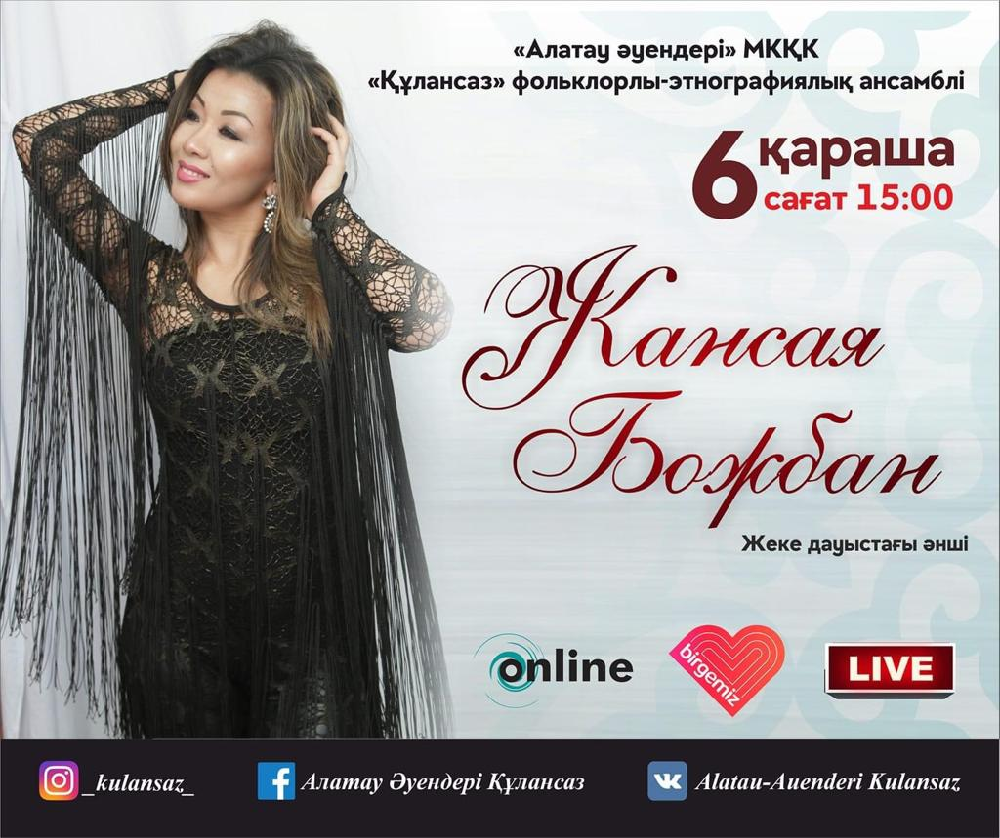 «Алатау әуендері» МКҚК
«Құлансаз» фольклорлы-этнографиялық ансамблі
6 қараша
сағат 15:00
Жансая
Божбан
Жеке дауыстағы әнші
online
birgemiz
LIVE
_kulansaz_
Алатау Әуендері Құлансаз
Alatau-Auenderi Kulansaz